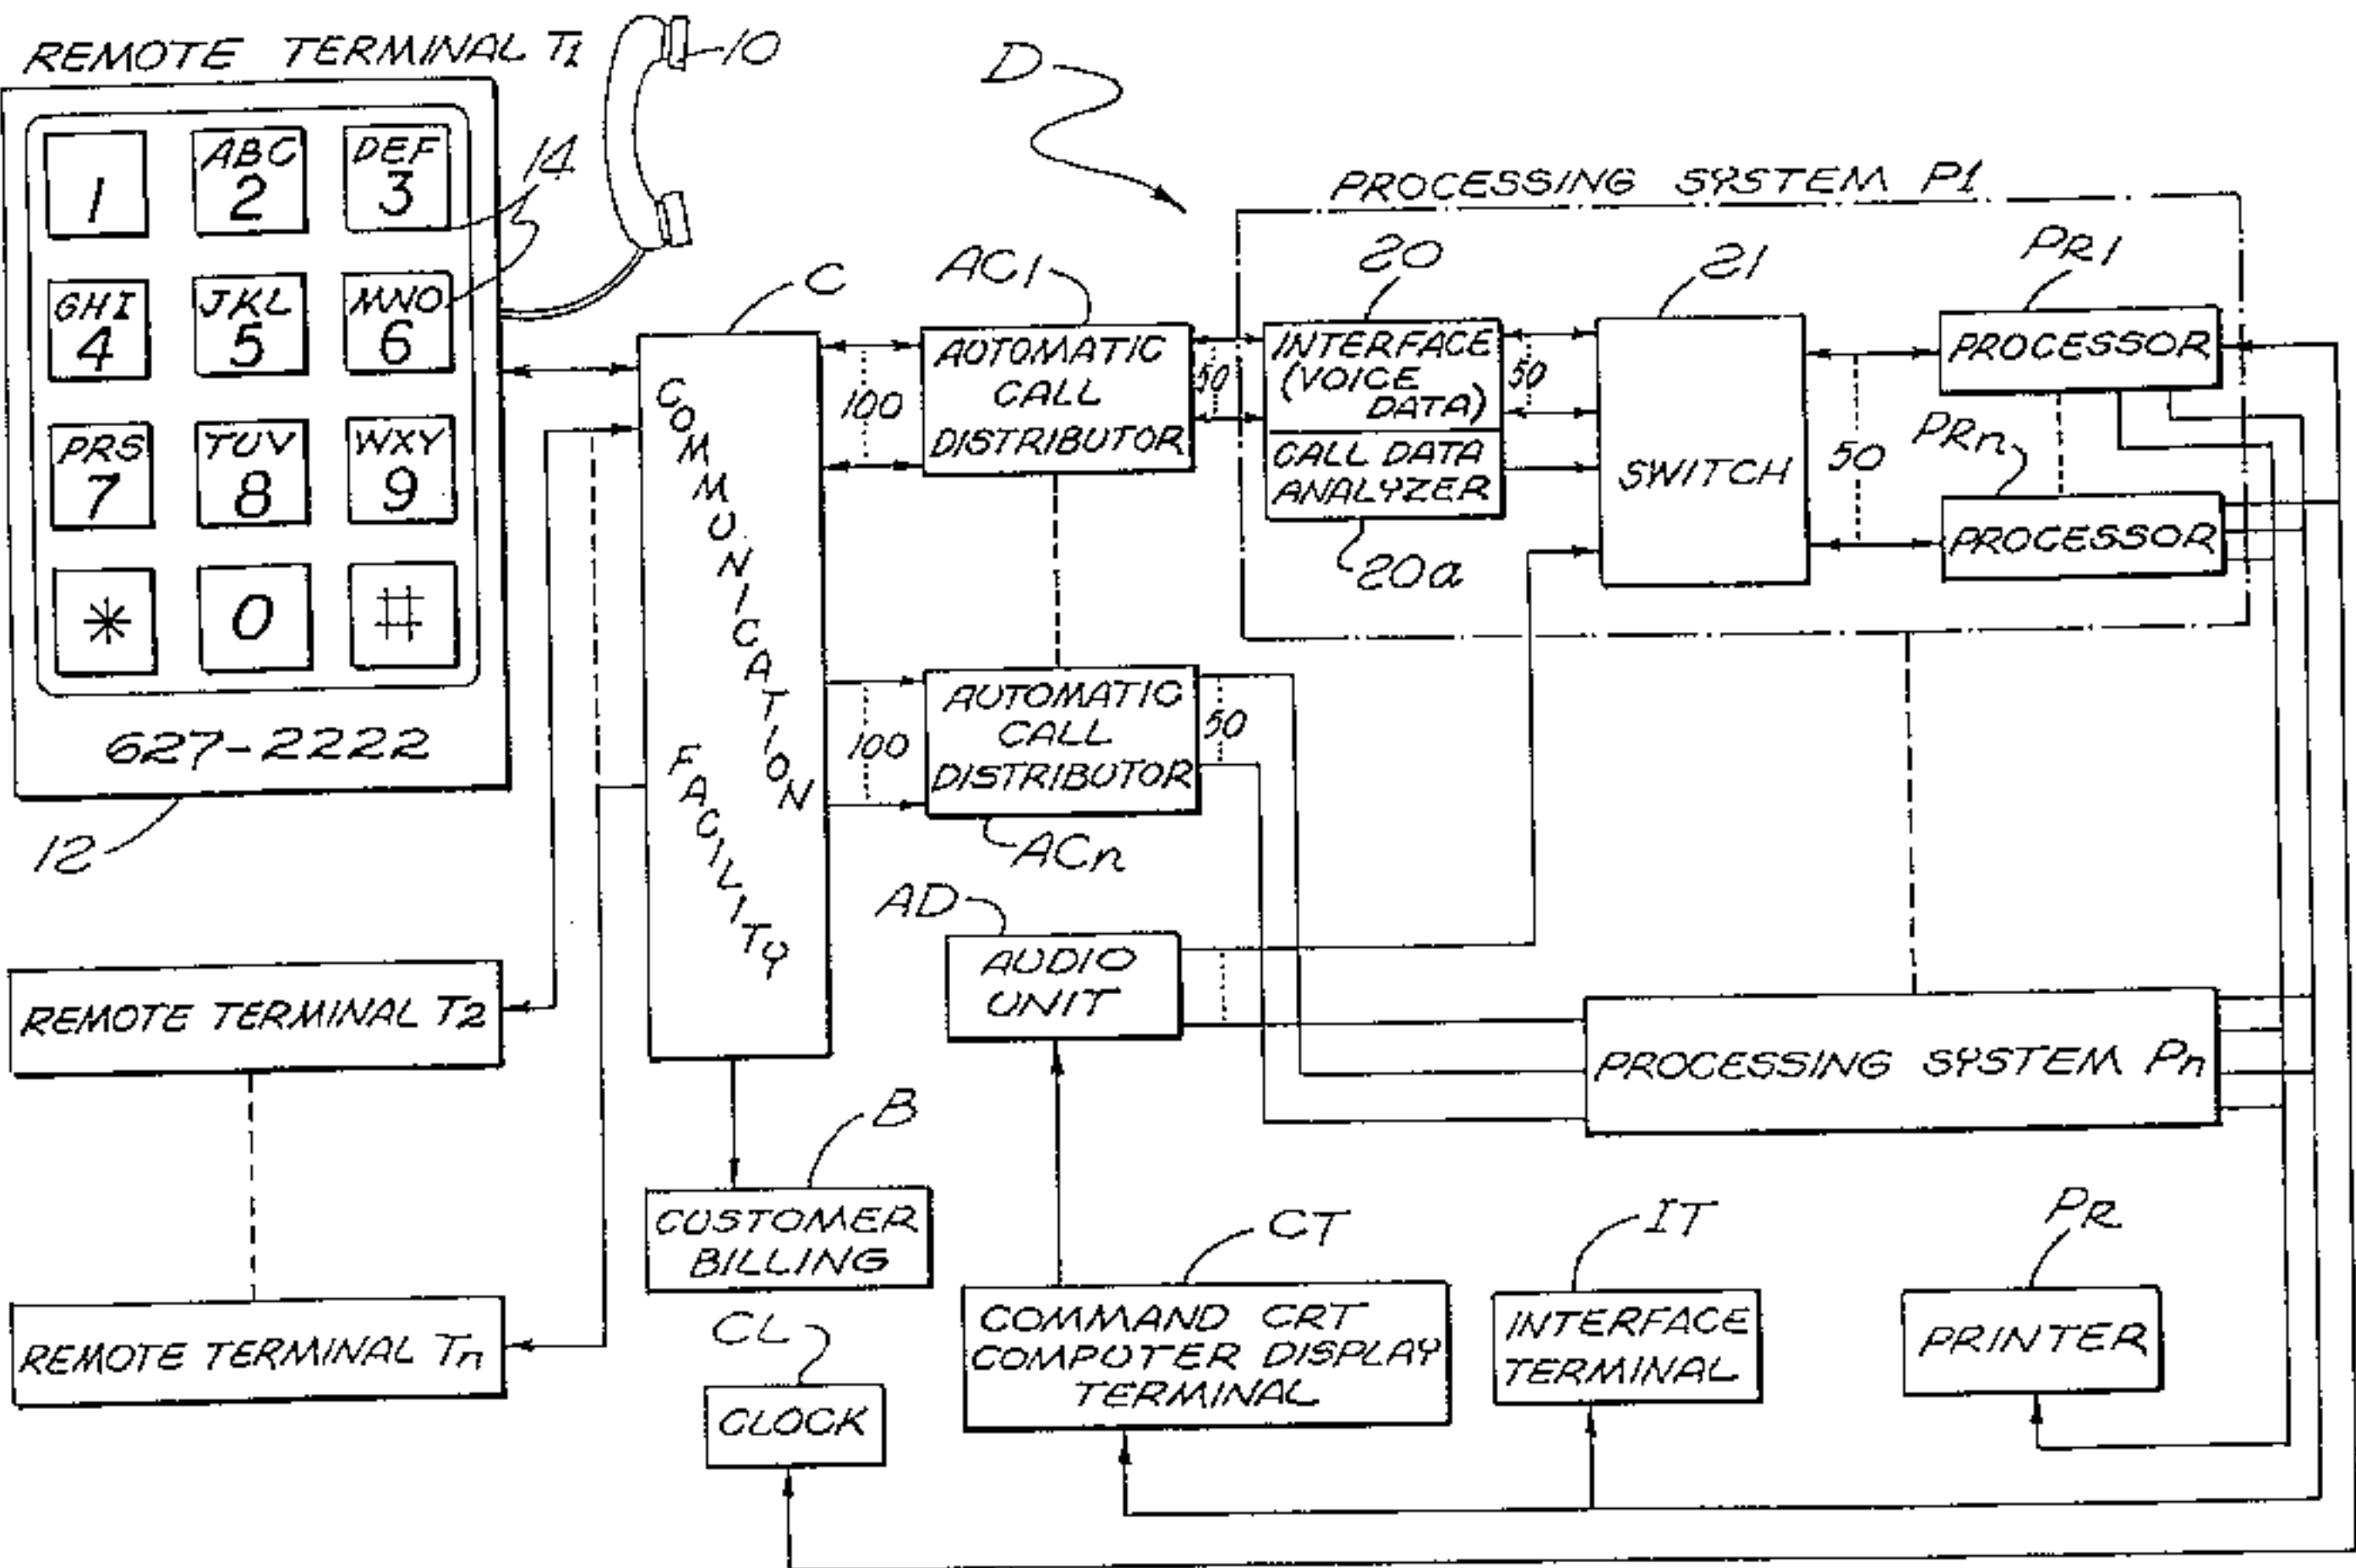 REMOTE TERMINAL T1
10
1
ABC
2
DEF
3
14
GHI
4
JKL
5
MNO
6
PRS
7
TUV
8
WXY
9
*
0
#
627-2222
12
REMOTE TERMINAL T2
REMOTE TERMINAL Tn
C
COMMUNICATION
FACILITY
B
CUSTOMER
BILLING
CL
CLOCK
D
AC1
100
AUTOMATIC
CALL
DISTRIBUTOR
50
100
AUTOMATIC
CALL
DISTRIBUTOR
50
ACn
AD
AUDIO
UNIT
CT
COMMAND CRT
COMPUTER DISPLAY
TERMINAL
PROCESSING SYSTEM P1
20
INTERFACE
(VOICE
DATA)
CALL DATA
ANALYZER
20a
50
21
SWITCH
50
PR1
PROCESSOR
PRn
PROCESSOR
PROCESSING SYSTEM Pn
IT
INTERFACE
TERMINAL
PR
PRINTER